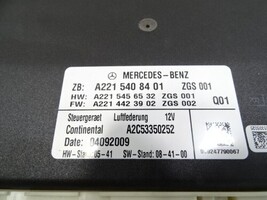 MERCEDES-BENZ
ZB: A221 540 84 01 ZGS 001
HW: A221 545 65 32 ZGS 001
FW: A221 442 39 02 ZGS 002 Q01
Steuergeraet Luftfederung 12V
Continental A2C53350252
Date: 04092009
HW-Stand: 05-41 SW-Stand: 08-41-00